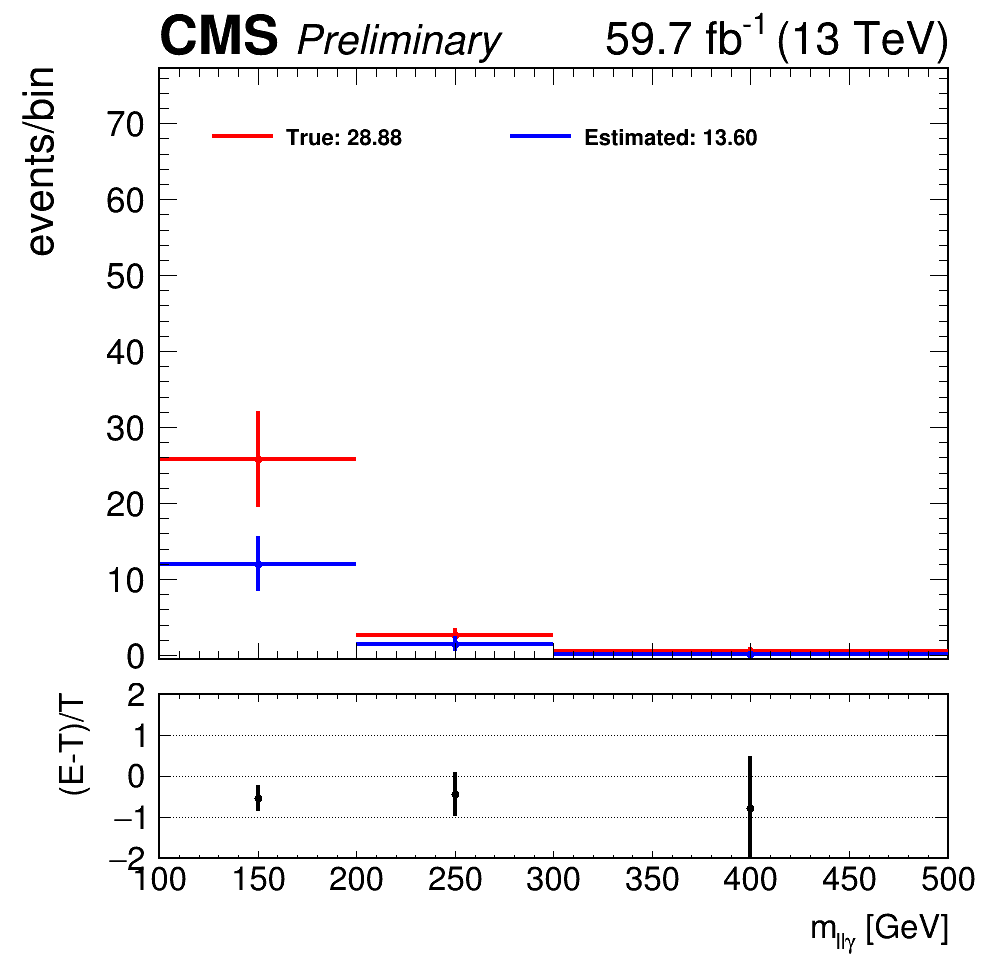 CMS Preliminary 59.7 fb⁻¹ (13 TeV)
events/bin
70
60
50
40
30
20
10
0
True: 28.88 Estimated: 13.60
(E-T)/T
2
1
0
−1
−2
100 150 200 250 300 350 400 450 500
m_llγ [GeV]